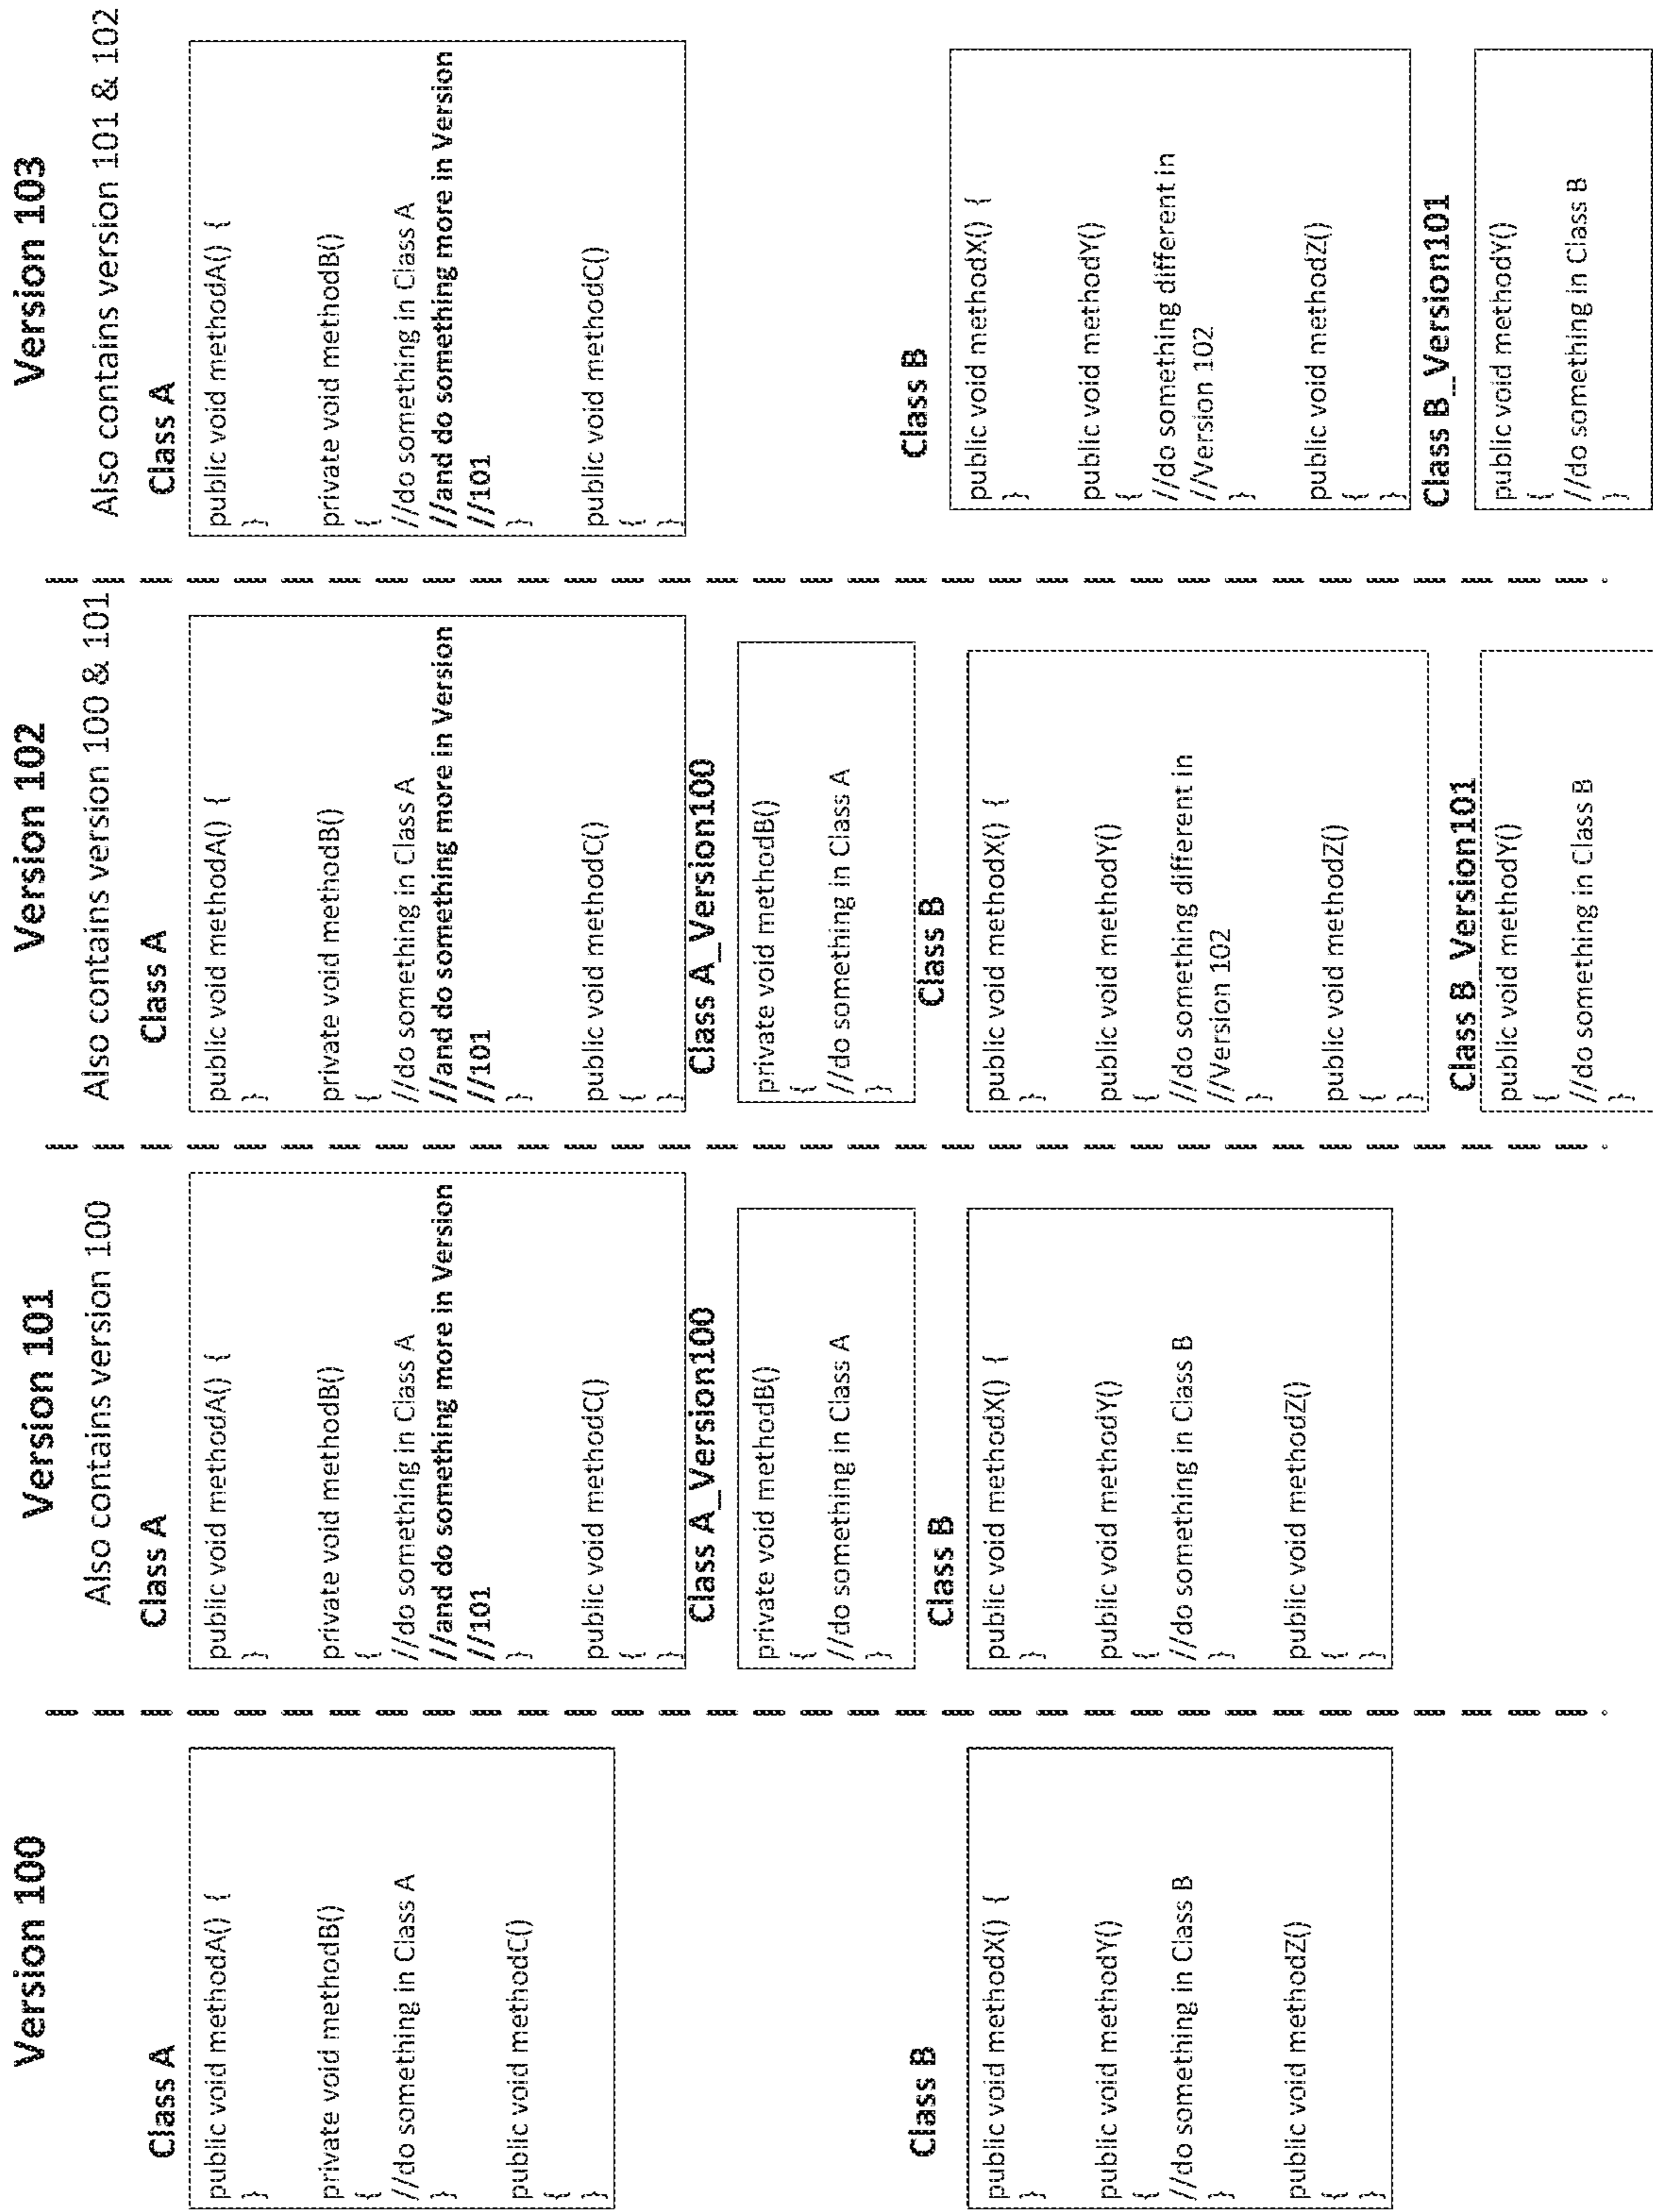 Version 100
Class A
public void methodA() {
}
private void methodB()
{
//do something in Class A
}
public void methodC()
{
}
Class B
public void methodX() {
}
public void methodY()
{
//do something in Class B
}
public void methodZ()
{
}
Version 101
Also contains version 100
Class A
public void methodA() {
}
private void methodB()
{
//do something in Class A
//and do something more in Version
//101
}
public void methodC()
{
}
Class A_Version100
private void methodB()
{
//do something in Class A
}
Class B
public void methodX() {
}
public void methodY()
{
//do something in Class B
}
public void methodZ()
{
}
Version 102
Also contains version 100 & 101
Class A
public void methodA() {
}
private void methodB()
{
//do something in Class A
//and do something more in Version
//101
}
public void methodC()
{
}
Class A_Version100
private void methodB()
{
//do something in Class A
}
Class B
public void methodX() {
}
public void methodY()
{
//do something different in
//Version 102
}
public void methodZ()
{
}
Class B_Version101
public void methodY()
{
//do something in Class B
}
Version 103
Also contains version 101 & 102
Class A
public void methodA() {
}
private void methodB()
{
//do something in Class A
//and do something more in Version
//101
}
public void methodC()
{
}
Class B
public void methodX() {
}
public void methodY()
{
//do something different in
//Version 102
}
public void methodZ()
{
}
Class B_Version101
public void methodY()
{
//do something in Class B
}